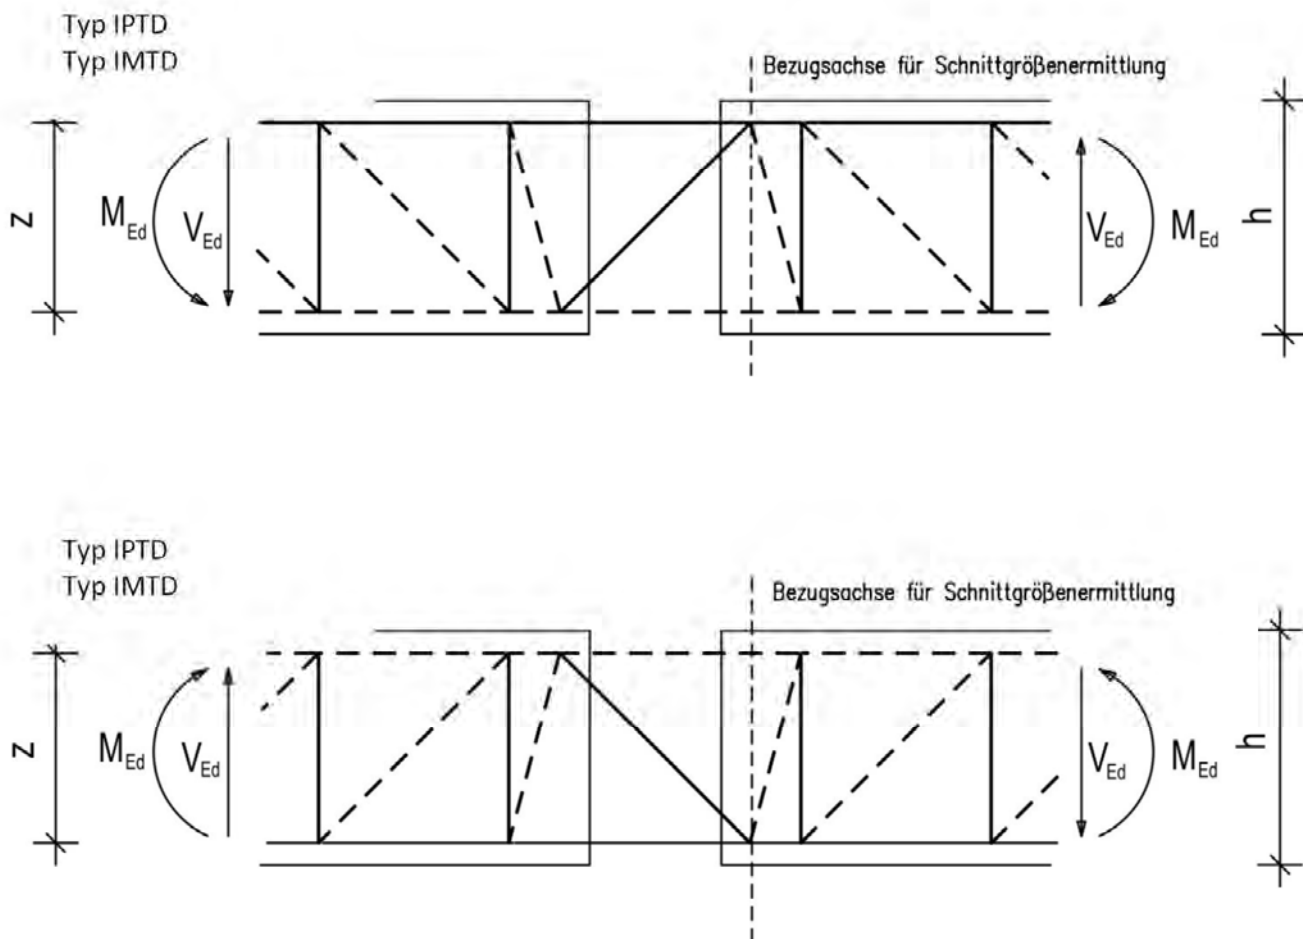 Typ IPTD
Typ IMTD
Bezugsachse für Schnittgrößenermittlung
z
M_Ed
V_Ed
V_Ed
M_Ed
h
Typ IPTD
Typ IMTD
Bezugsachse für Schnittgrößenermittlung
z
M_Ed
V_Ed
V_Ed
M_Ed
h